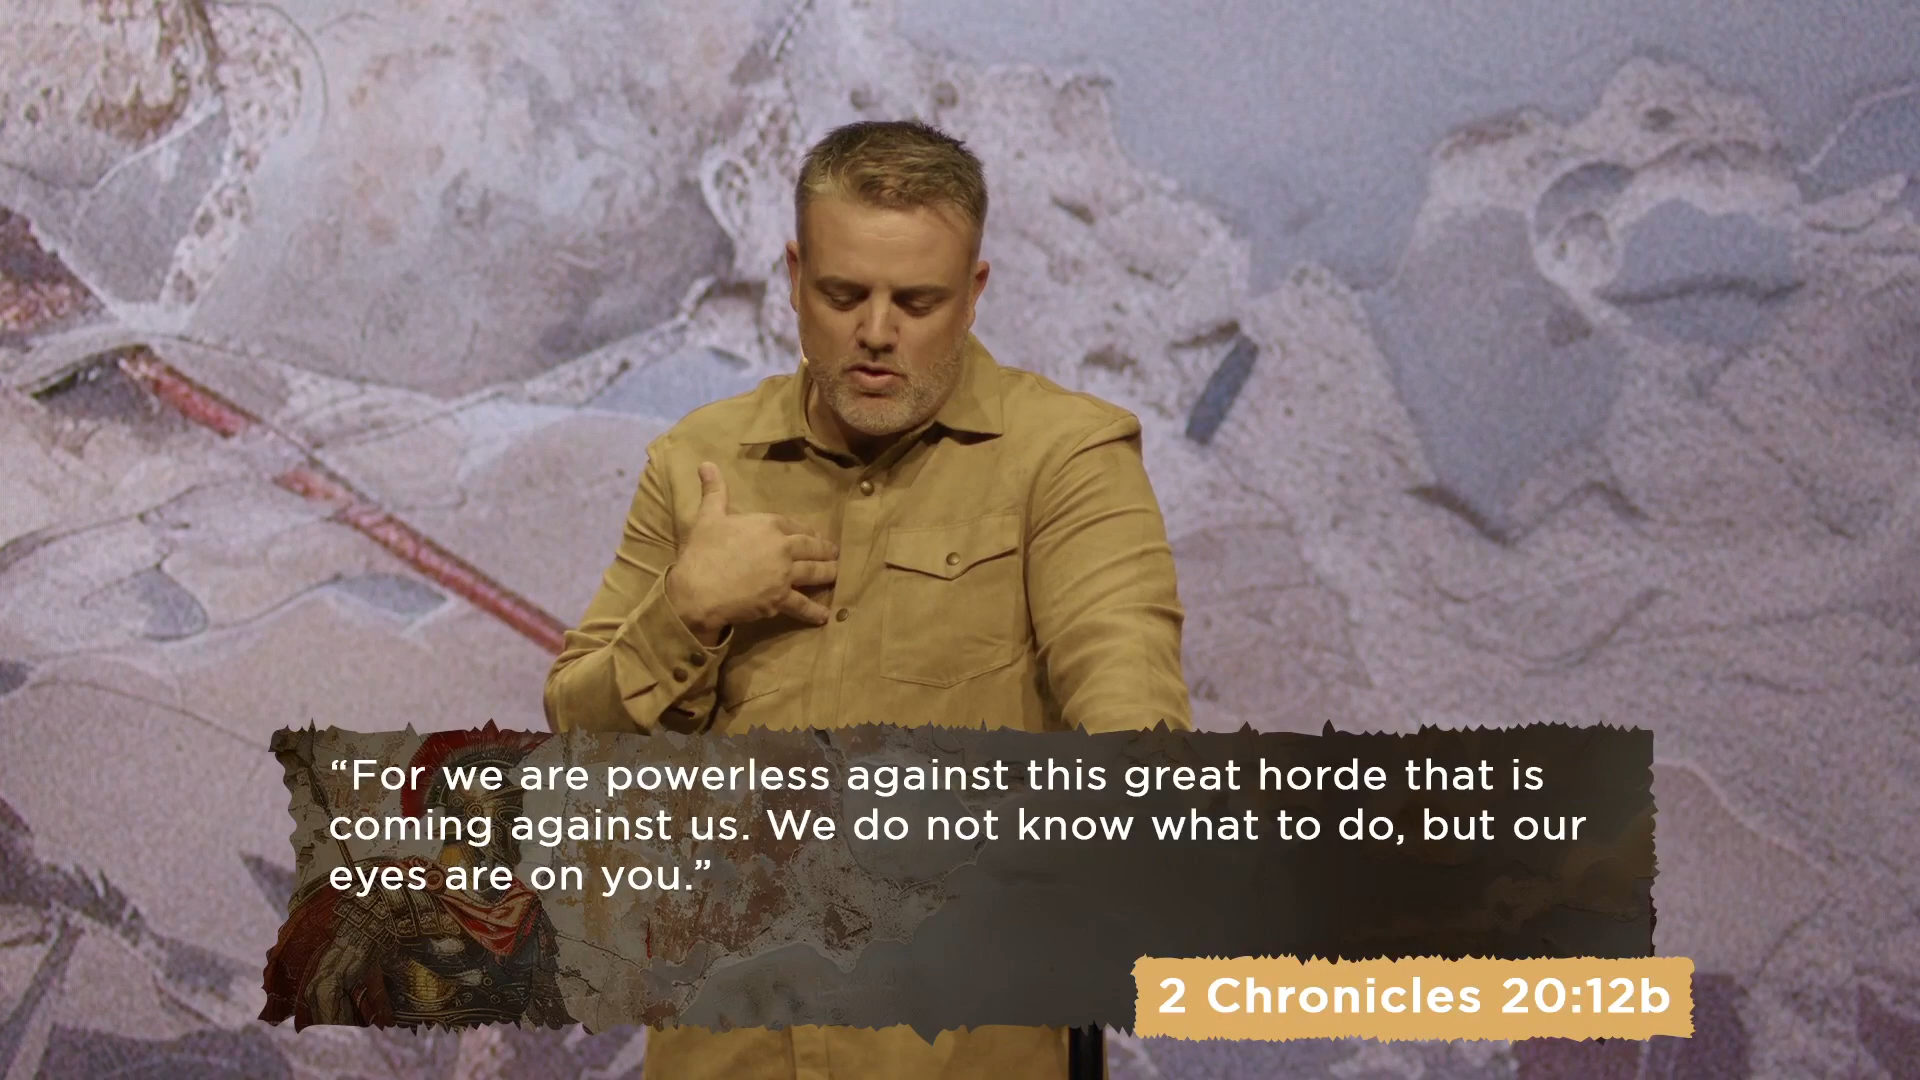 “For we are powerless against this great horde that is
coming against us. We do not know what to do, but our
eyes are on you.”
2 Chronicles 20:12b